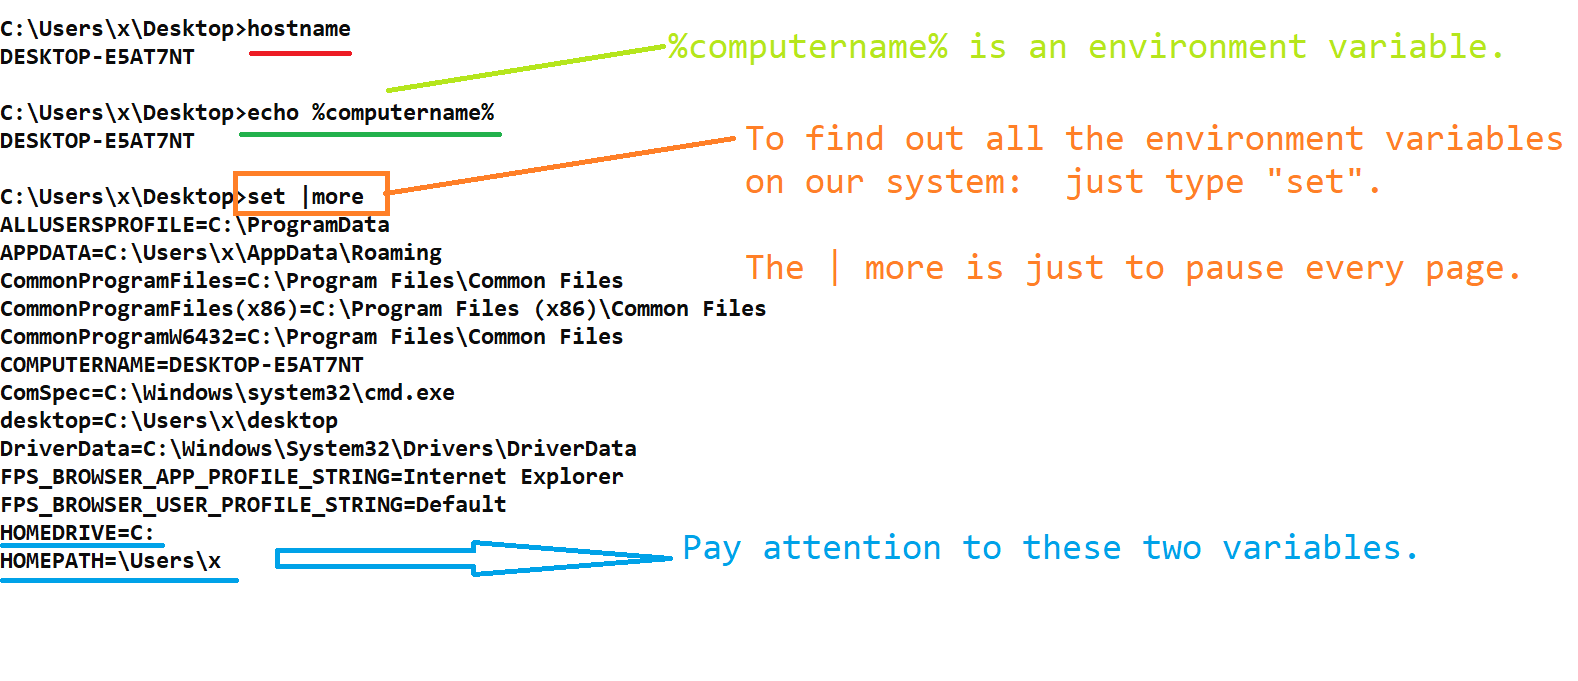 C:\Users\x\Desktop>hostname
DESKTOP-E5AT7NT
%computername% is an environment variable.
C:\Users\x\Desktop>echo %computername%
DESKTOP-E5AT7NT
To find out all the environment variables
on our system:  just type "set".
C:\Users\x\Desktop>set |more
The | more is just to pause every page.
ALLUSERSPROFILE=C:\ProgramData
APPDATA=C:\Users\x\AppData\Roaming
CommonProgramFiles=C:\Program Files\Common Files
CommonProgramFiles(x86)=C:\Program Files (x86)\Common Files
CommonProgramW6432=C:\Program Files\Common Files
COMPUTERNAME=DESKTOP-E5AT7NT
ComSpec=C:\Windows\system32\cmd.exe
desktop=C:\Users\x\desktop
DriverData=C:\Windows\System32\Drivers\DriverData
FPS_BROWSER_APP_PROFILE_STRING=Internet Explorer
FPS_BROWSER_USER_PROFILE_STRING=Default
HOMEDRIVE=C:
HOMEPATH=\Users\x
Pay attention to these two variables.